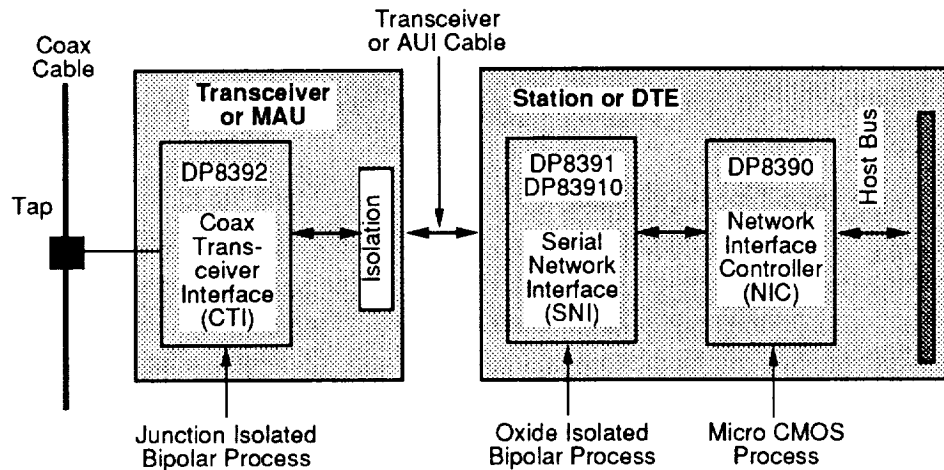 Transceiver
or AUI Cable
Coax
Cable
Tap
Transceiver
or MAU
DP8392
Coax
Trans-
ceiver
Interface
(CTI)
Isolation
Station or DTE
DP8391
DP83910
Serial
Network
Interface
(SNI)
DP8390
Network
Interface
Controller
(NIC)
Host Bus
Junction Isolated
Bipolar Process
Oxide Isolated
Bipolar Process
Micro CMOS
Process